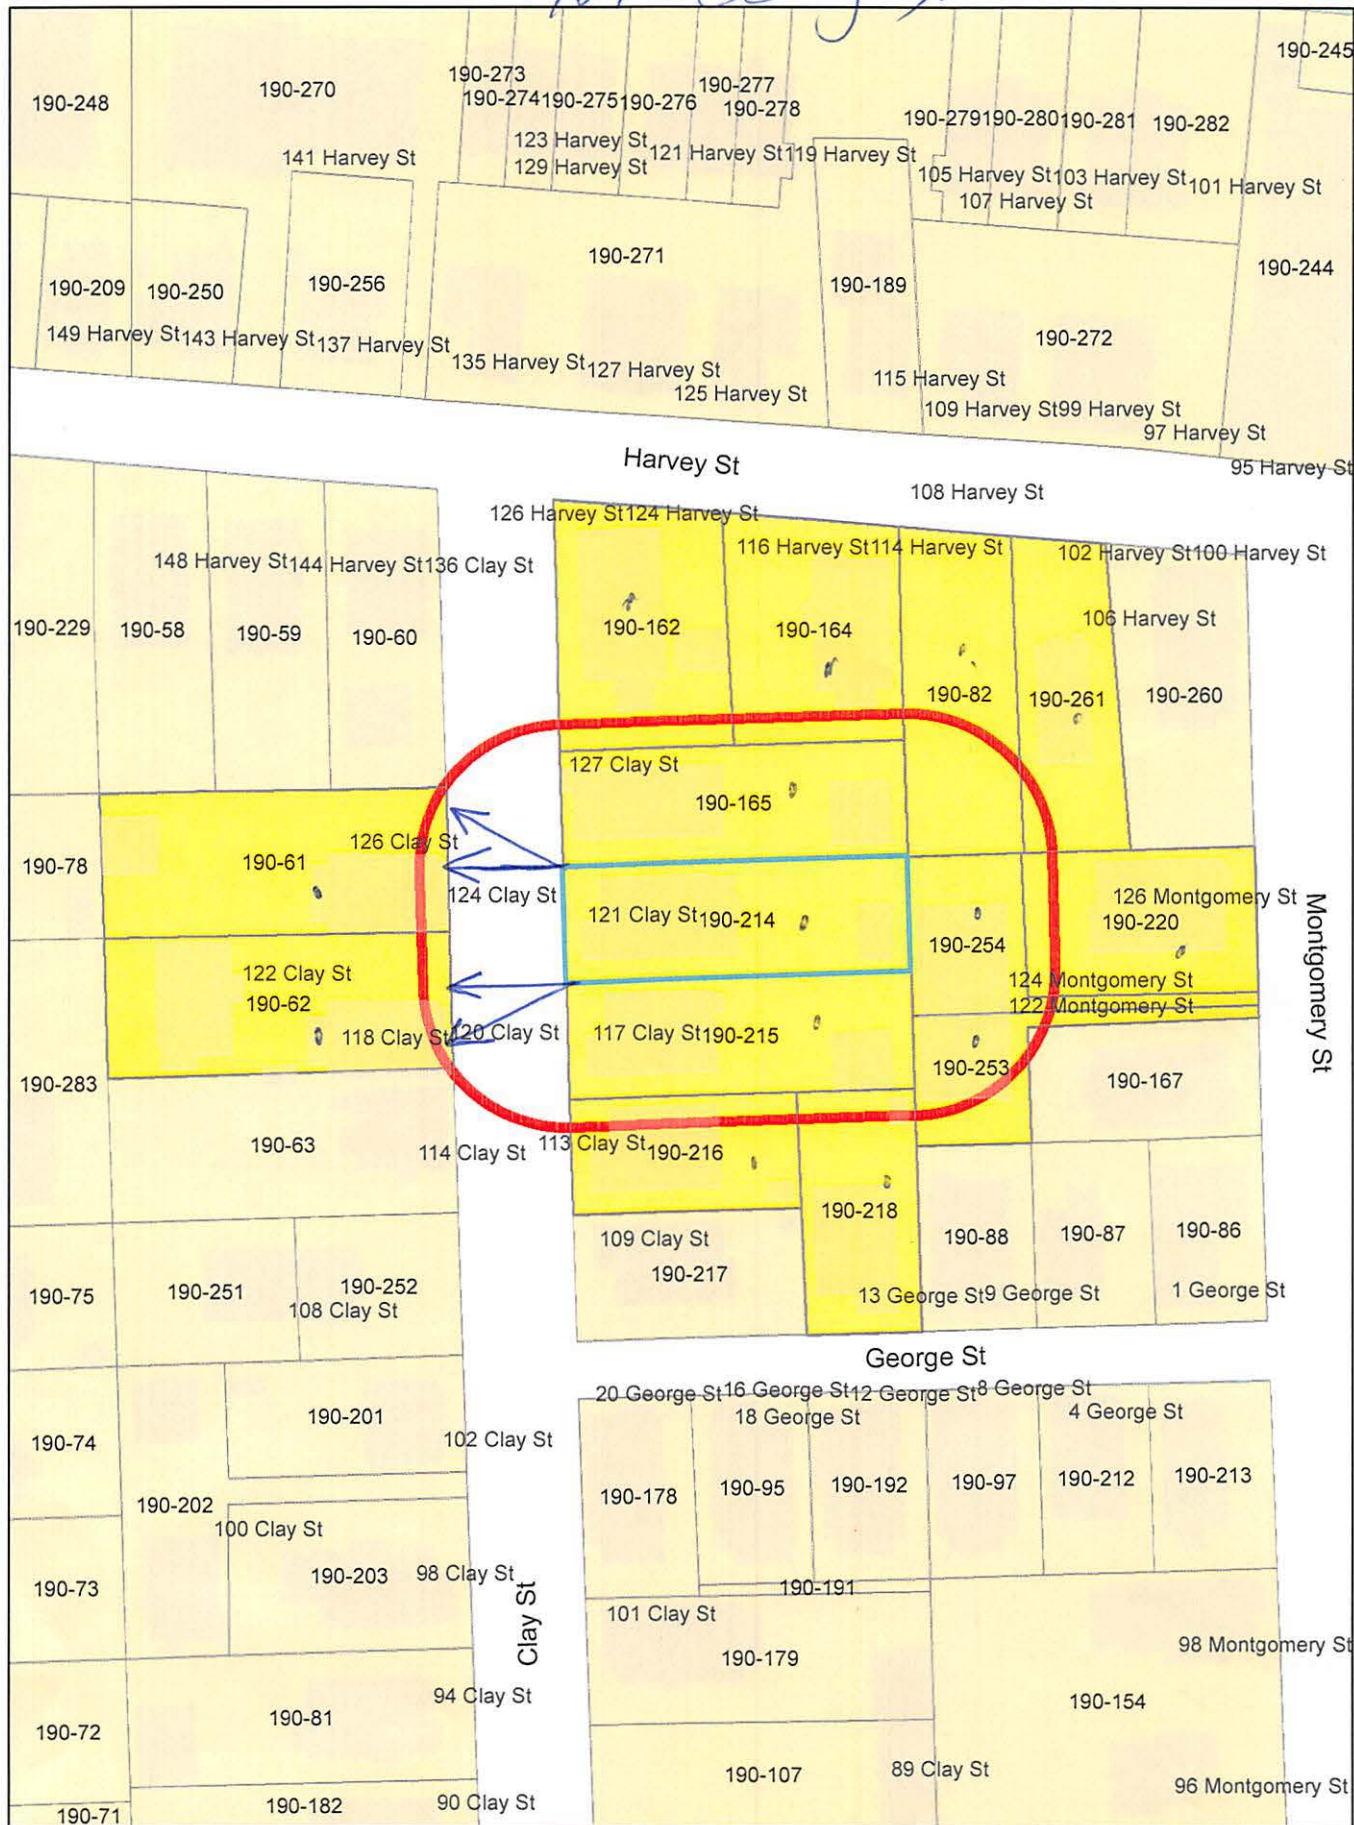 190-245
190-248
190-270
190-273
190-277
190-274 190-275 190-276
190-278
190-279 190-280 190-281 190-282
123 Harvey St
129 Harvey St
121 Harvey St
119 Harvey St
141 Harvey St
105 Harvey St
103 Harvey St
101 Harvey St
107 Harvey St
190-271
190-244
190-209
190-250
190-256
190-189
190-272
149 Harvey St
143 Harvey St
137 Harvey St
135 Harvey St
127 Harvey St
125 Harvey St
115 Harvey St
109 Harvey St
99 Harvey St
97 Harvey St
95 Harvey St
Harvey St
108 Harvey St
126 Harvey St
124 Harvey St
116 Harvey St
114 Harvey St
102 Harvey St
100 Harvey St
148 Harvey St
144 Harvey St
136 Clay St
106 Harvey St
190-229
190-58
190-59
190-60
190-162
190-164
190-82
190-261
190-260
127 Clay St
190-165
126 Clay St
190-78
190-61
124 Clay St
121 Clay St
190-214
126 Montgomery St
190-220
190-254
Montgomery St
122 Clay St
190-62
124 Montgomery St
122 Montgomery St
118 Clay St
120 Clay St
117 Clay St
190-215
190-253
190-167
190-283
190-63
114 Clay St
113 Clay St
190-216
190-218
109 Clay St
190-217
190-88
190-87
190-86
190-75
190-251
190-252
108 Clay St
13 George St
9 George St
1 George St
George St
20 George St
16 George St
12 George St
8 George St
18 George St
4 George St
190-201
190-74
102 Clay St
190-202
190-178
190-95
190-192
190-97
190-212
190-213
100 Clay St
190-73
190-203
98 Clay St
Clay St
190-191
101 Clay St
190-179
98 Montgomery St
94 Clay St
190-72
190-81
190-154
190-107
89 Clay St
96 Montgomery St
190-71
190-182
90 Clay St